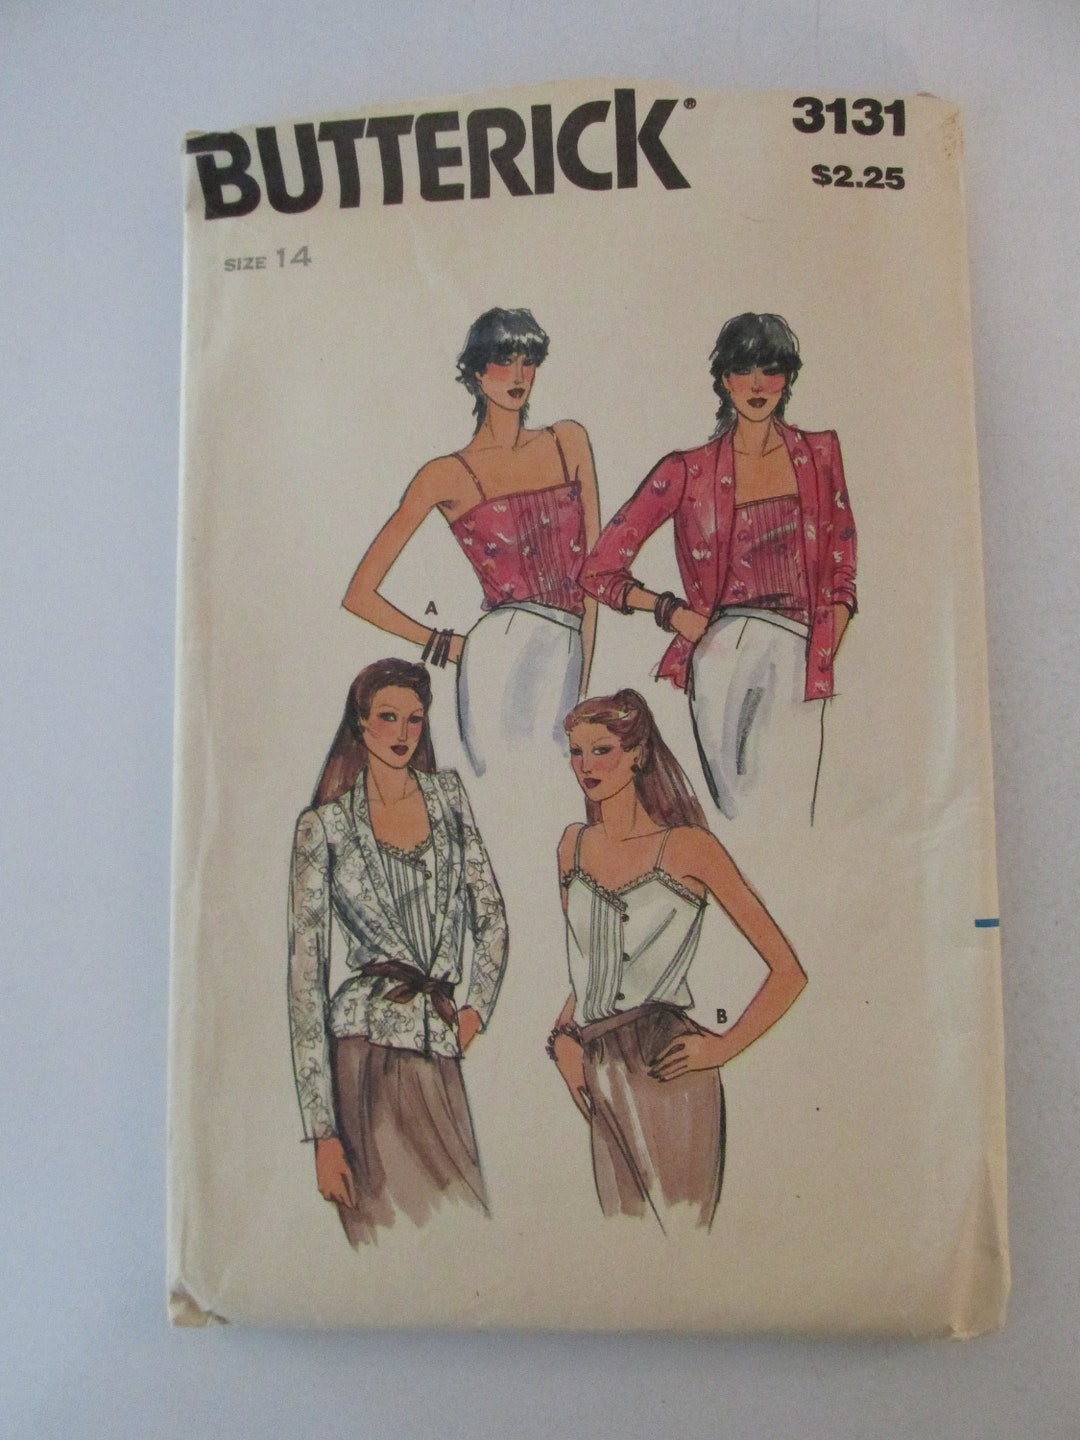 BUTTERICK®
3131
$2.25
SIZE 14
A
B